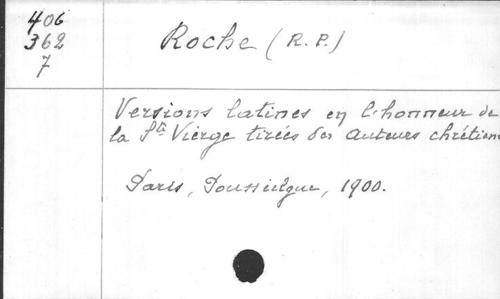 406
362
7
Roche (R. P.)
Versions latines en l'honneur de
la Ste Vierge tirées des auteurs chrétiens
Paris, Poussielgue, 1900.